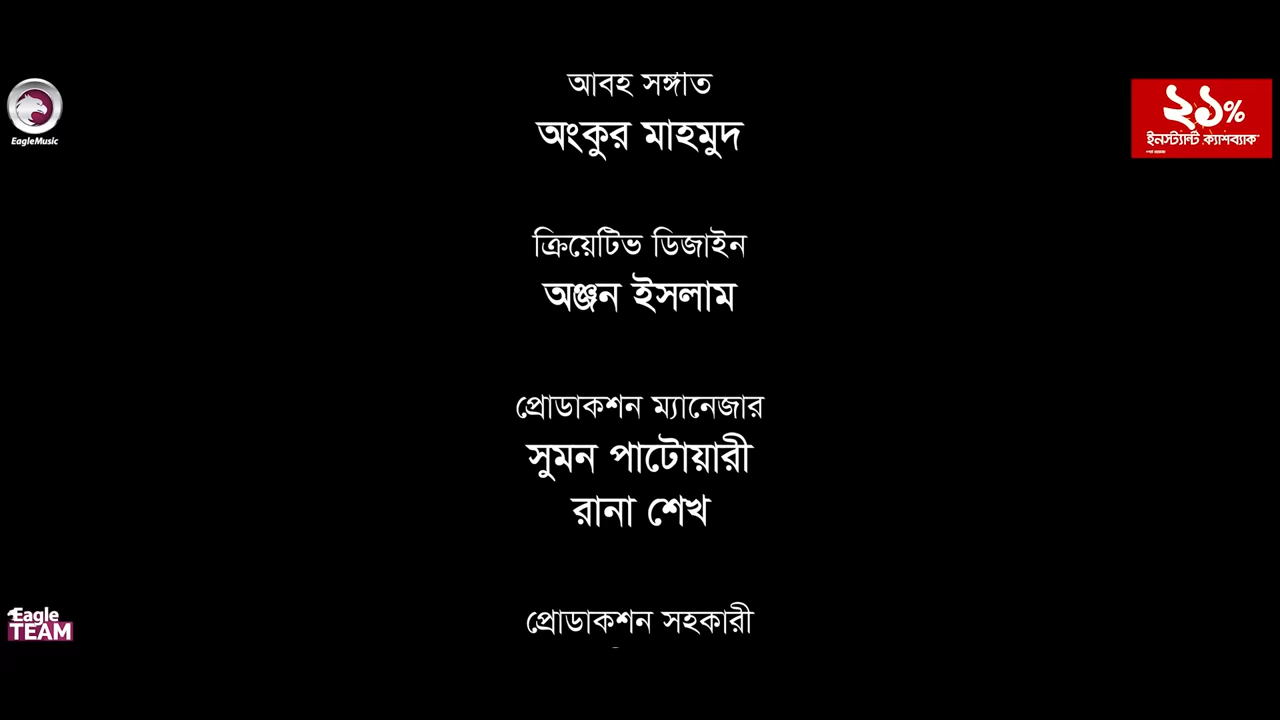 আবহ সঙ্গীত
অংকুর মাহমুদ
ক্রিয়েটিভ ডিজাইন
অঞ্জন ইসলাম
প্রোডাকশন ম্যানেজার
সুমন পাটোয়ারী
রানা শেখ
প্রোডাকশন সহকারী
EagleMusic
২১%
ইনস্ট্যান্ট ক্যাশব্যাক
Eagle
TEAM